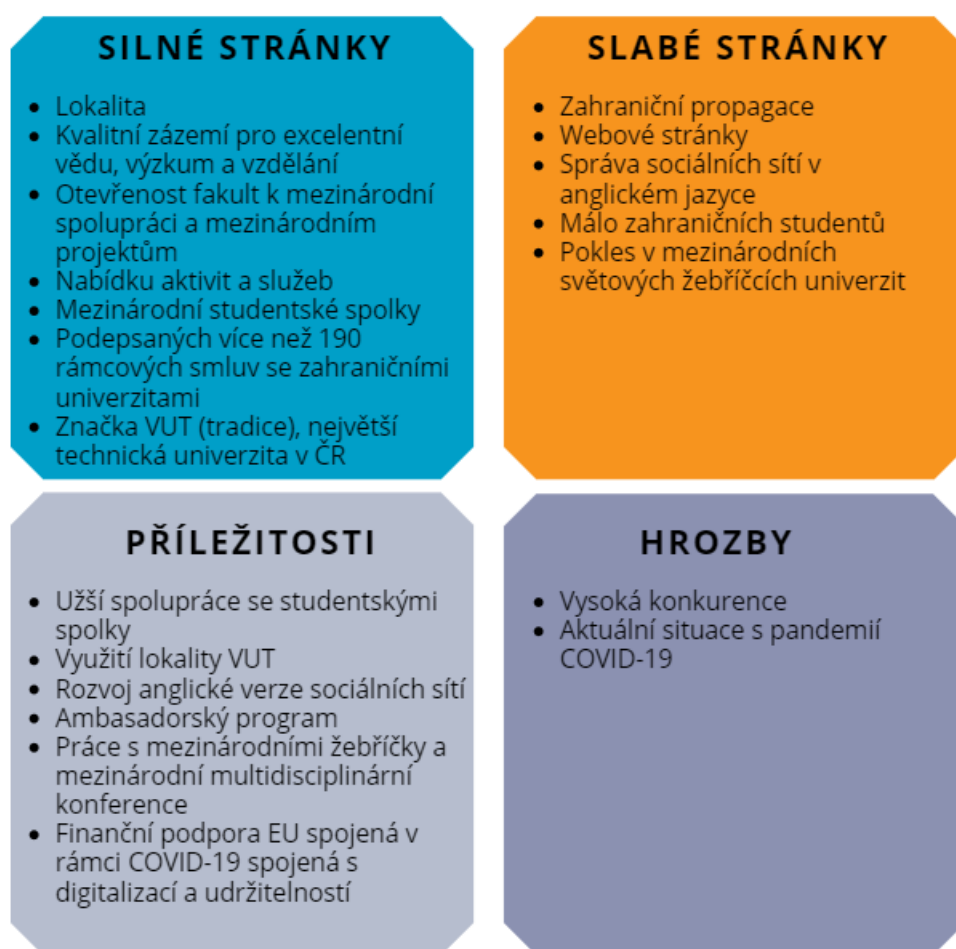 SILNÉ STRÁNKY
• Lokalita
• Kvalitní zázemí pro excelentní
vědu, výzkum a vzdělání
• Otevřenost fakult k mezinárodní
spolupráci a mezinárodním
projektům
• Nabídku aktivit a služeb
• Mezinárodní studentské spolky
• Podepsaných více než 190
rámcových smluv se zahraničními
univerzitami
• Značka VUT (tradice), největší
technická univerzita v ČR
SLABÉ STRÁNKY
• Zahraniční propagace
• Webové stránky
• Správa sociálních sítí v
anglickém jazyce
• Málo zahraničních studentů
• Pokles v mezinárodních
světových žebříčcích univerzit
PŘÍLEŽITOSTI
• Užší spolupráce se studentskými
spolky
• Využití lokality VUT
• Rozvoj anglické verze sociálních sítí
• Ambasadorský program
• Práce s mezinárodními žebříčky a
mezinárodní multidisciplinární
konference
• Finanční podpora EU spojená v
rámci COVID-19 spojená s
digitalizací a udržitelností
HROZBY
• Vysoká konkurence
• Aktuální situace s pandemií
COVID-19